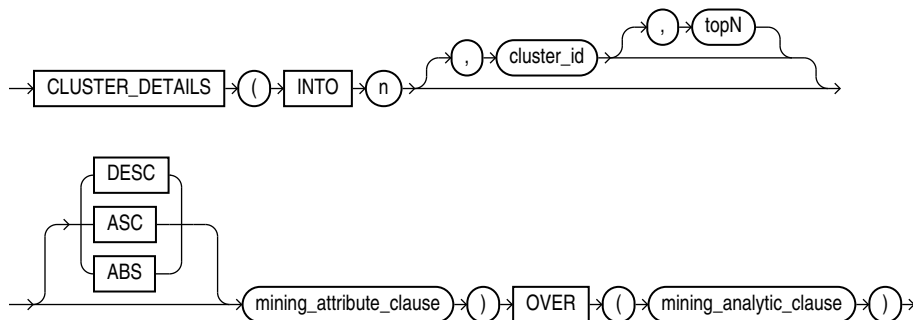 , topN
, cluster_id
CLUSTER_DETAILS ( INTO n
DESC
ASC
ABS
mining_attribute_clause ) OVER ( mining_analytic_clause )